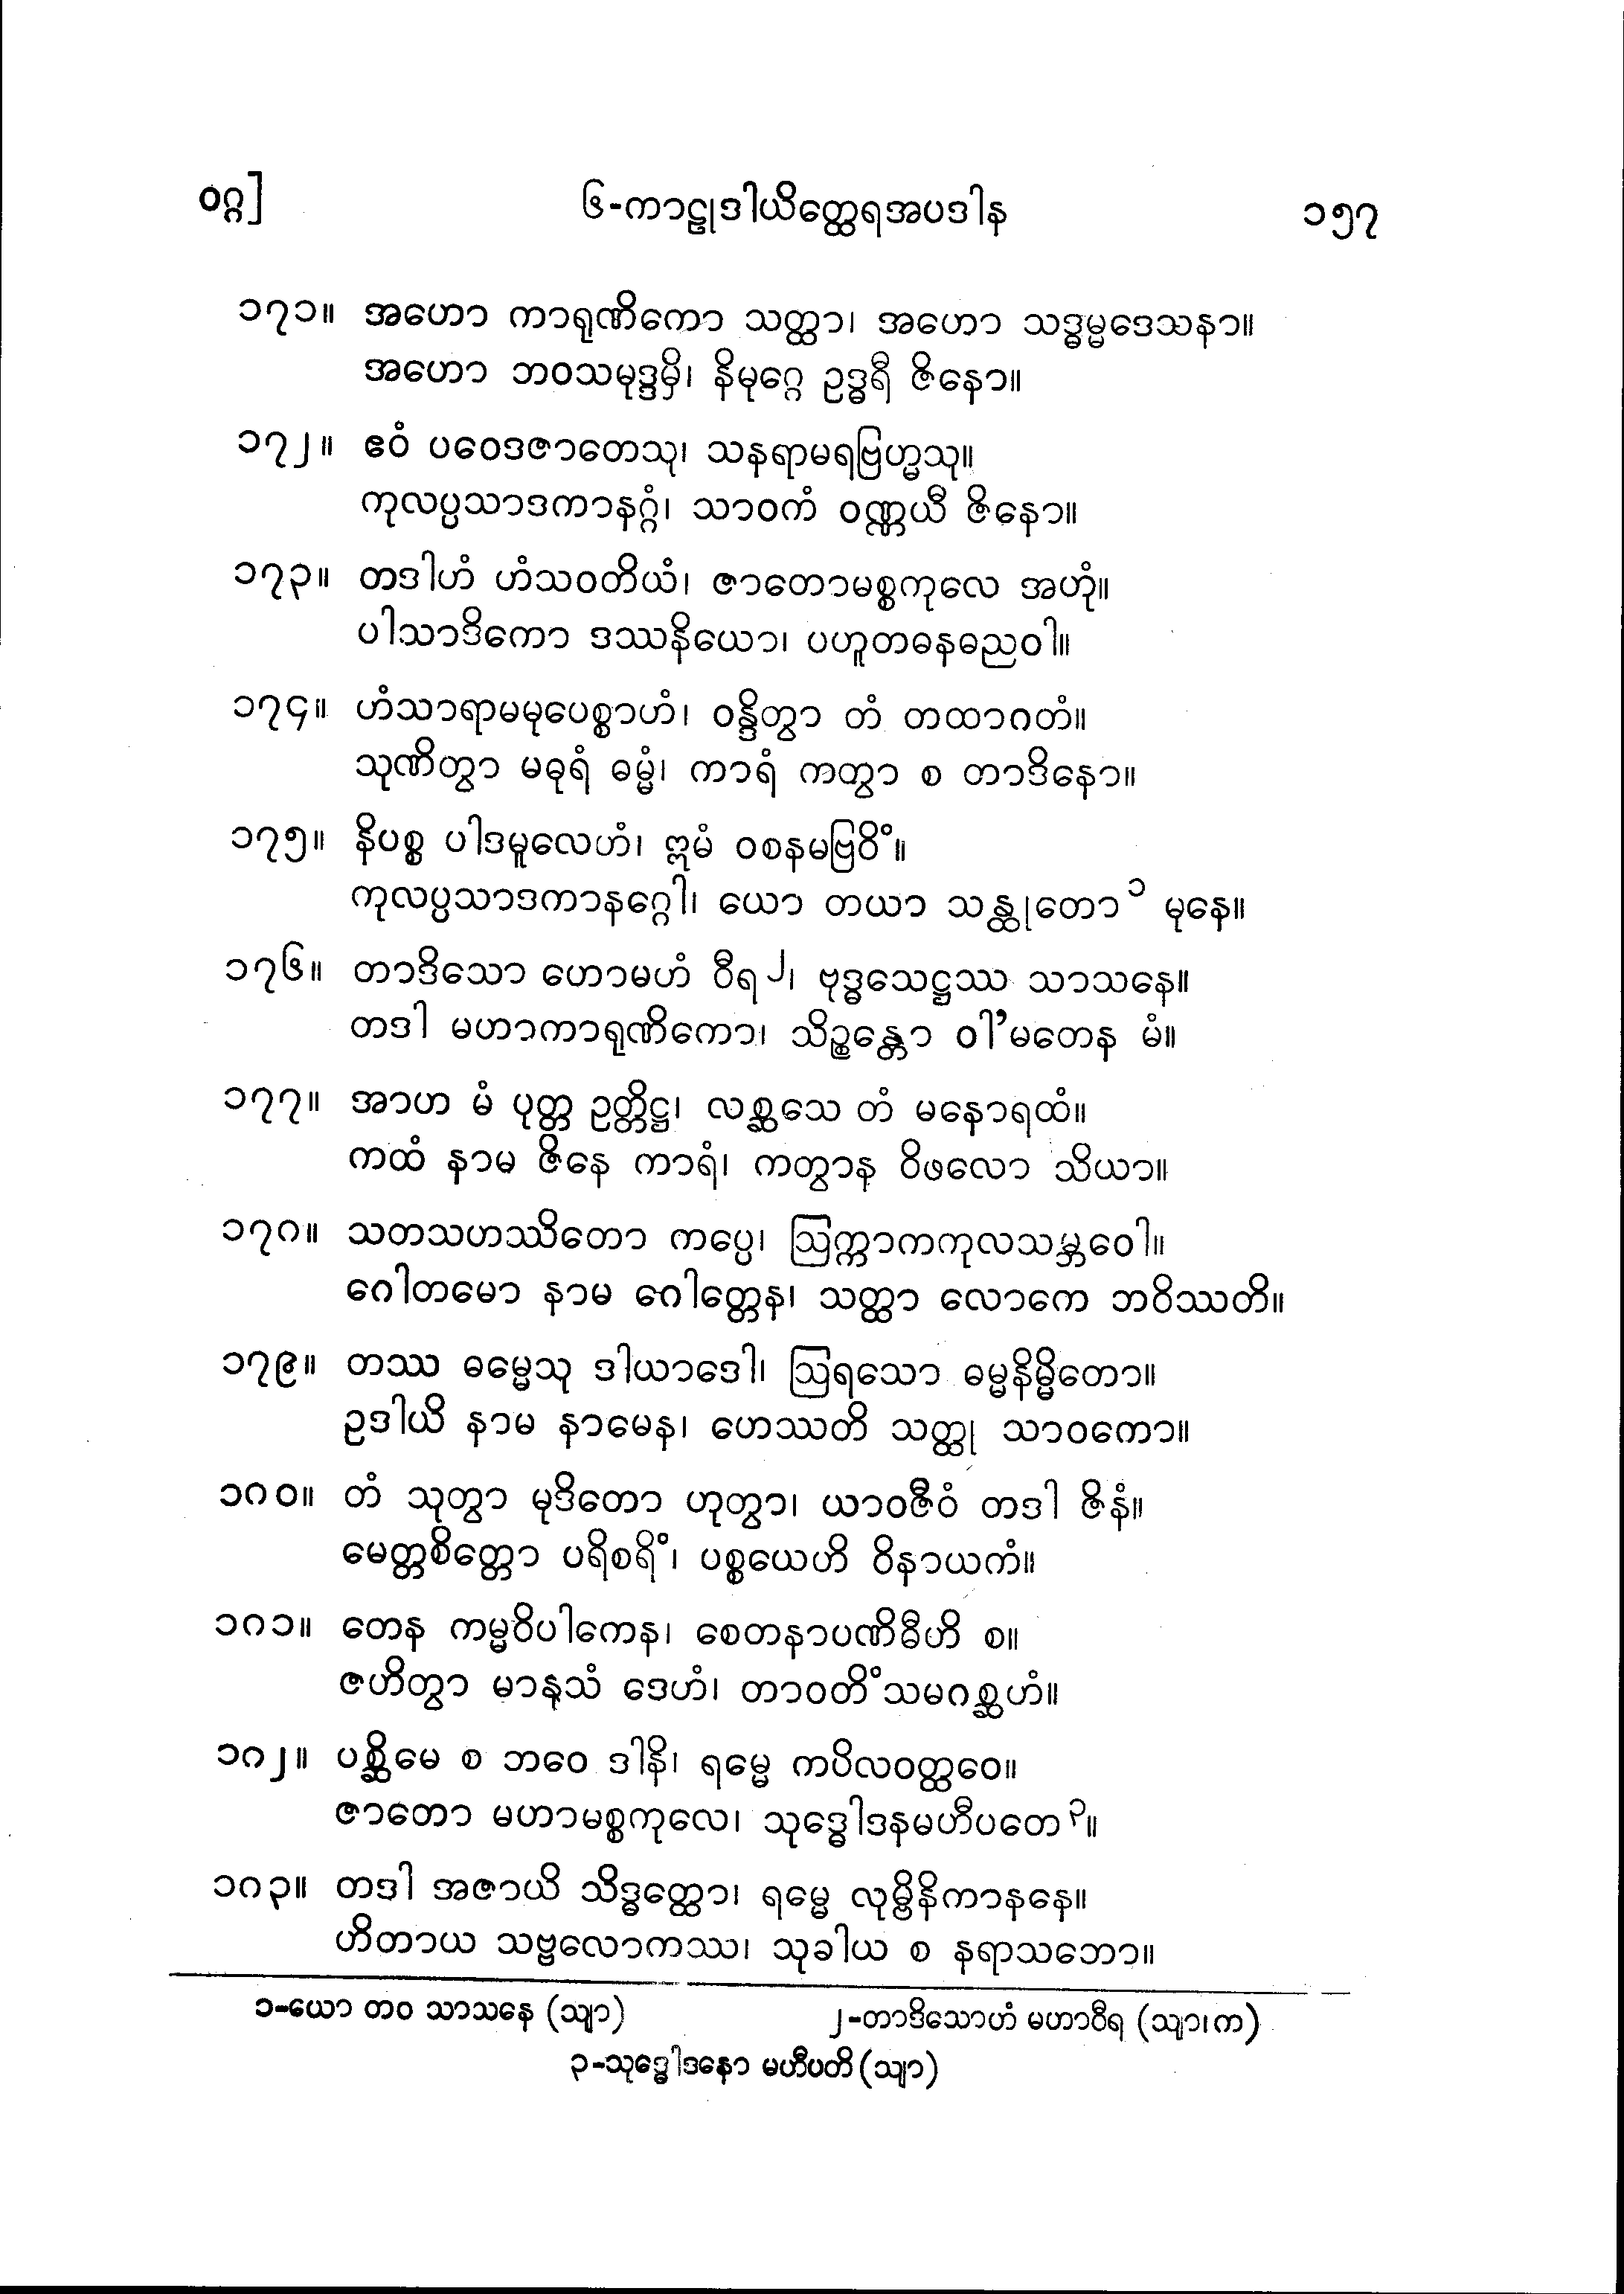 ဝဂ္ဂ] ၆-ကာဠုဒါယိတ္ထေရအပဒါန ၁၅၇
၁၇၁။ အဟော ကာရုဏိကော သတ္ထာ၊ အဟော သဒ္ဓမ္မဒေသနာ။
အဟော ဘဝသမုဒ္ဒမှိ၊ နိမုဂ္ဂေ ဥဒ္ဓရီ ဇိနော။
၁၇၂။ ဧဝံ ပဝေဒဇာတေသု၊ သနရာမရဗြဟ္မသု။
ကုလပ္ပသာဒကာနဂ္ဂံ၊ သာဝကံ ဝဏ္ဏယီ ဇိနော။
၁၇၃။ တဒါဟံ ဟံသဝတိယံ၊ ဇာတောမစ္စကုလေ အဟုံ။
ပါသာဒိကော ဒဿနိယော၊ ပဟူတဓနဓညဝါ။
၁၇၄။ ဟံသာရာမမုပေစ္စာဟံ၊ ဝန္ဒိတွာ တံ တထာဂတံ။
သုဏိတွာ မဓုရံ ဓမ္မံ၊ ကာရံ ကတွာ စ တာဒိနော။
၁၇၅။ နိပစ္စ ပါဒမူလေဟံ၊ ဣမံ ဝစနမဗြဝိံ။
ကုလပ္ပသာဒကာနဂ္ဂေါ၊ ယော တယာ သန္ထုတော ၁ မုနေ။
၁၇၆။ တာဒိသော ဟောမဟံ ဝီရ ၂၊ ဗုဒ္ဓသေဋ္ဌဿ သာသနေ။
တဒါ မဟာကာရုဏိကော၊ သိဉ္စန္တော ဝါ’မတေန မံ။
၁၇၇။ အာဟ မံ ပုတ္တ ဥတ္တိဋ္ဌ၊ လစ္ဆသေ တံ မနောရထံ။
ကထံ နာမ ဇိနေ ကာရံ၊ ကတွာန ဝိဖလော သိယာ။
၁၇၈။ သတသဟဿိတော ကပ္ပေ၊ ဩက္ကာကကုလသမ္ဘဝေါ။
ဂေါတမော နာမ ဂေါတ္တေန၊ သတ္ထာ လောကေ ဘဝိဿတိ။
၁၇၉။ တဿ ဓမ္မေသု ဒါယာဒေါ၊ ဩရသော ဓမ္မနိမ္မိတော။
ဥဒါယိ နာမ နာမေန၊ ဟေဿတိ သတ္ထု သာဝကော။
၁၈၀။ တံ သုတွာ မုဒိတော ဟုတွာ၊ ယာဝဇီဝံ တဒါ ဇိနံ။
မေတ္တစိတ္တော ပရိစရိံ၊ ပစ္စယေဟိ ဝိနာယကံ။
၁၈၁။ တေန ကမ္မဝိပါကေန၊ စေတနာပဏိဓီဟိ စ။
ဇဟိတွာ မာနုသံ ဒေဟံ၊ တာဝတိံသမဂစ္ဆဟံ။
၁၈၂။ ပစ္ဆိမေ စ ဘဝေ ဒါနိ၊ ရမ္မေ ကပိလဝတ္ထဝေ။
ဇာတော မဟာမစ္စကုလေ၊ သုဒ္ဓေါဒနမဟီပတေ ၃။
၁၈၃။ တဒါ အဇာယိ သိဒ္ဓတ္ထော၊ ရမ္မေ လုမ္ဗိနိကာနနေ။
ဟိတာယ သဗ္ဗလောကဿ၊ သုခါယ စ နရာသဘော။
၁-ယော တဝ သာသနေ (သျာ) ၂-တာဒိသောဟံ မဟာဝီရ (သျာ၊က)
၃-သုဒ္ဓေါဒနော မဟီပတိ (သျာ)